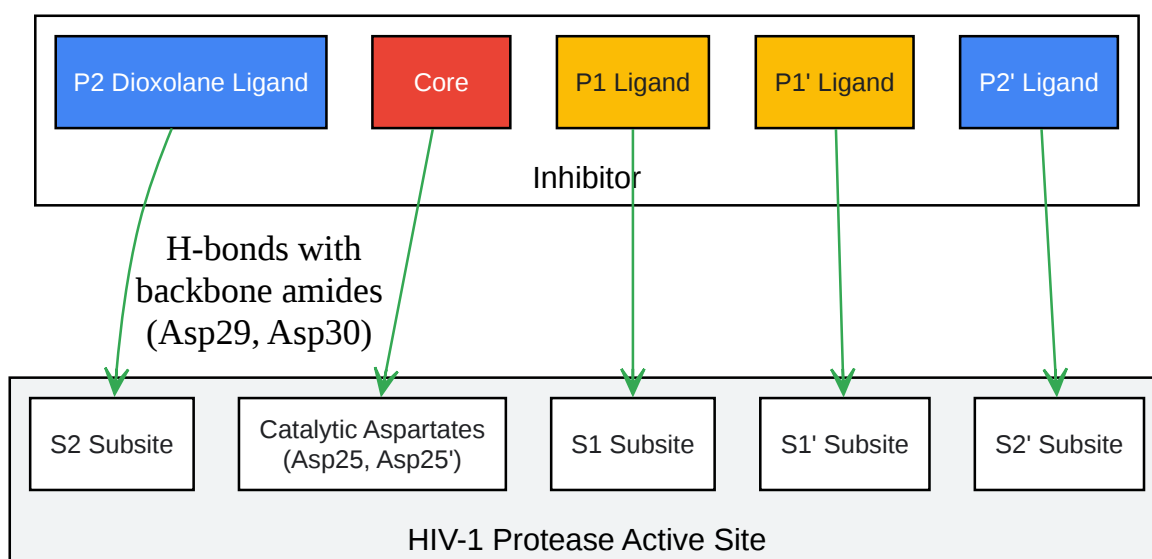 P2 Dioxolane Ligand
Core
P1 Ligand
P1' Ligand
P2' Ligand
Inhibitor
H-bonds with
backbone amides
(Asp29, Asp30)
S2 Subsite
Catalytic Aspartates
(Asp25, Asp25')
S1 Subsite
S1' Subsite
S2' Subsite
HIV-1 Protease Active Site